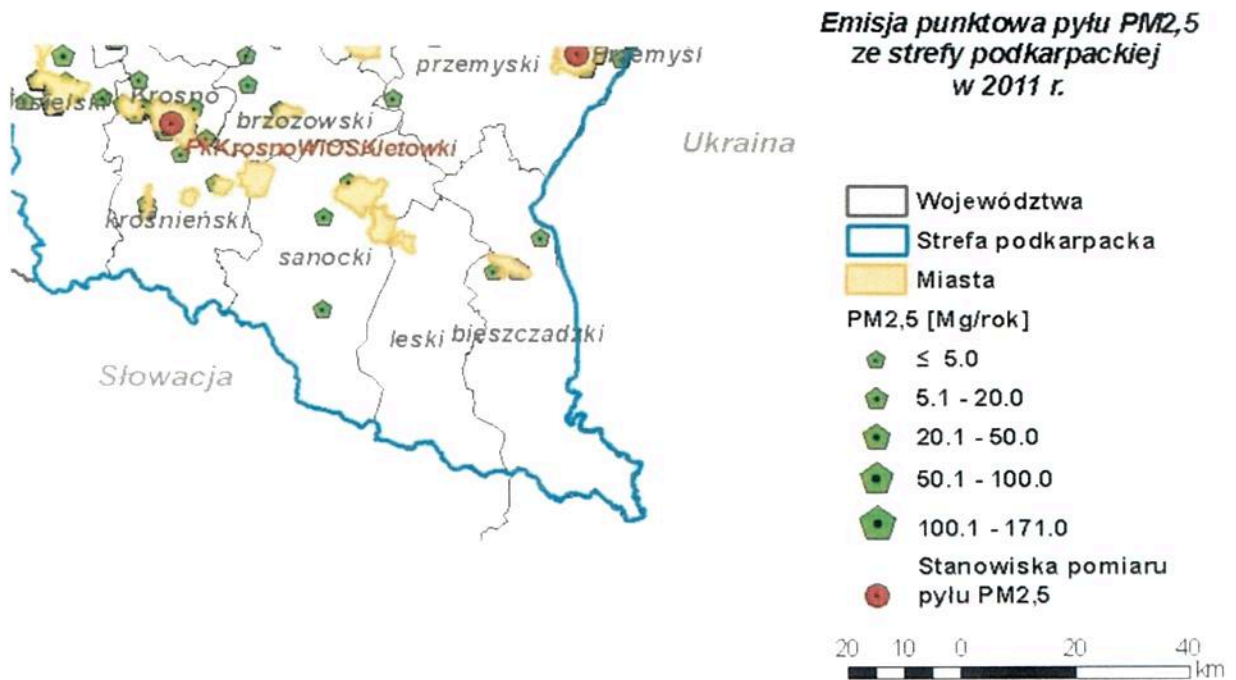 Emisja punktowa pyłu PM2,5
ze strefy podkarpackiej
w 2011 r.
przemyski
Przemyśl
Krosno
brzozowski
PkKrosnoWIOSKletowki
Ukraina
krośnieński
sanocki
leski
bieszczadzki
Słowacja
Województwa
Strefa podkarpacka
Miasta
PM2,5 [Mg/rok]
≤ 5.0
5.1 - 20.0
20.1 - 50.0
50.1 - 100.0
100.1 - 171.0
Stanowiska pomiaru
pyłu PM2,5
20 10 0 20 40
km